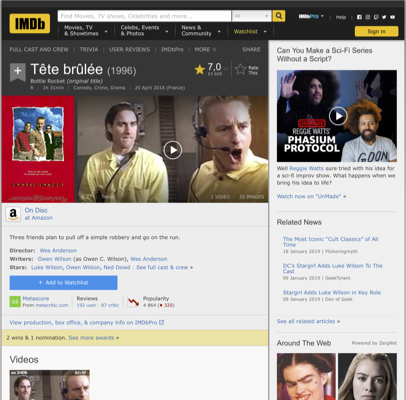 IMDb
Find Movies, TV shows, Celebrities and more...
All
Movies, TV
& Showtimes
Celebs, Events
& Photos
News &
Community
Watchlist
IMDbPro
Help
Sign in
FULL CAST AND CREW | TRIVIA | USER REVIEWS | IMDbPro | MORE
SHARE
Tête brûlée (1996)
Bottle Rocket (original title)
1h 31min | Comedy, Crime, Drama | 25 April 2018 (France)
7,0
Rate
This
1 VIDEO
33 IMAGES
On Disc
at Amazon
Three friends plan to pull off a simple robbery and go on the run.
Director: Wes Anderson
Writers: Owen Wilson (as Owen C. Wilson), Wes Anderson
Stars: Luke Wilson, Owen Wilson, Ned Dowd | See full cast & crew »
+ Add to Watchlist
Metascore
From metacritic.com
Reviews
102 user | 87 critic
Popularity
4 864
View production, box office, & company info on IMDbPro
2 wins & 1 nomination. See more awards »
Videos
Can You Make a Sci-Fi Series
Without a Script?
REGGIE WATTS'
PHASIUM
PROTOCOL
Well Reggie Watts sure tried with his idea for
a sci-fi improv show. What happens when we
bring his idea to life?
Watch now on "UnMade" »
Related News
The Most Iconic "Cult Classics" of All
Time
18 January 2019 | Flickeringmyth
DC's Stargirl Adds Luke Wilson To The
Cast
09 January 2019 | GeekTyrant
Stargirl Adds Luke Wilson in Key Role
09 January 2019 | Den of Geek
See all related articles »
Around The Web
Powered by ZergNet